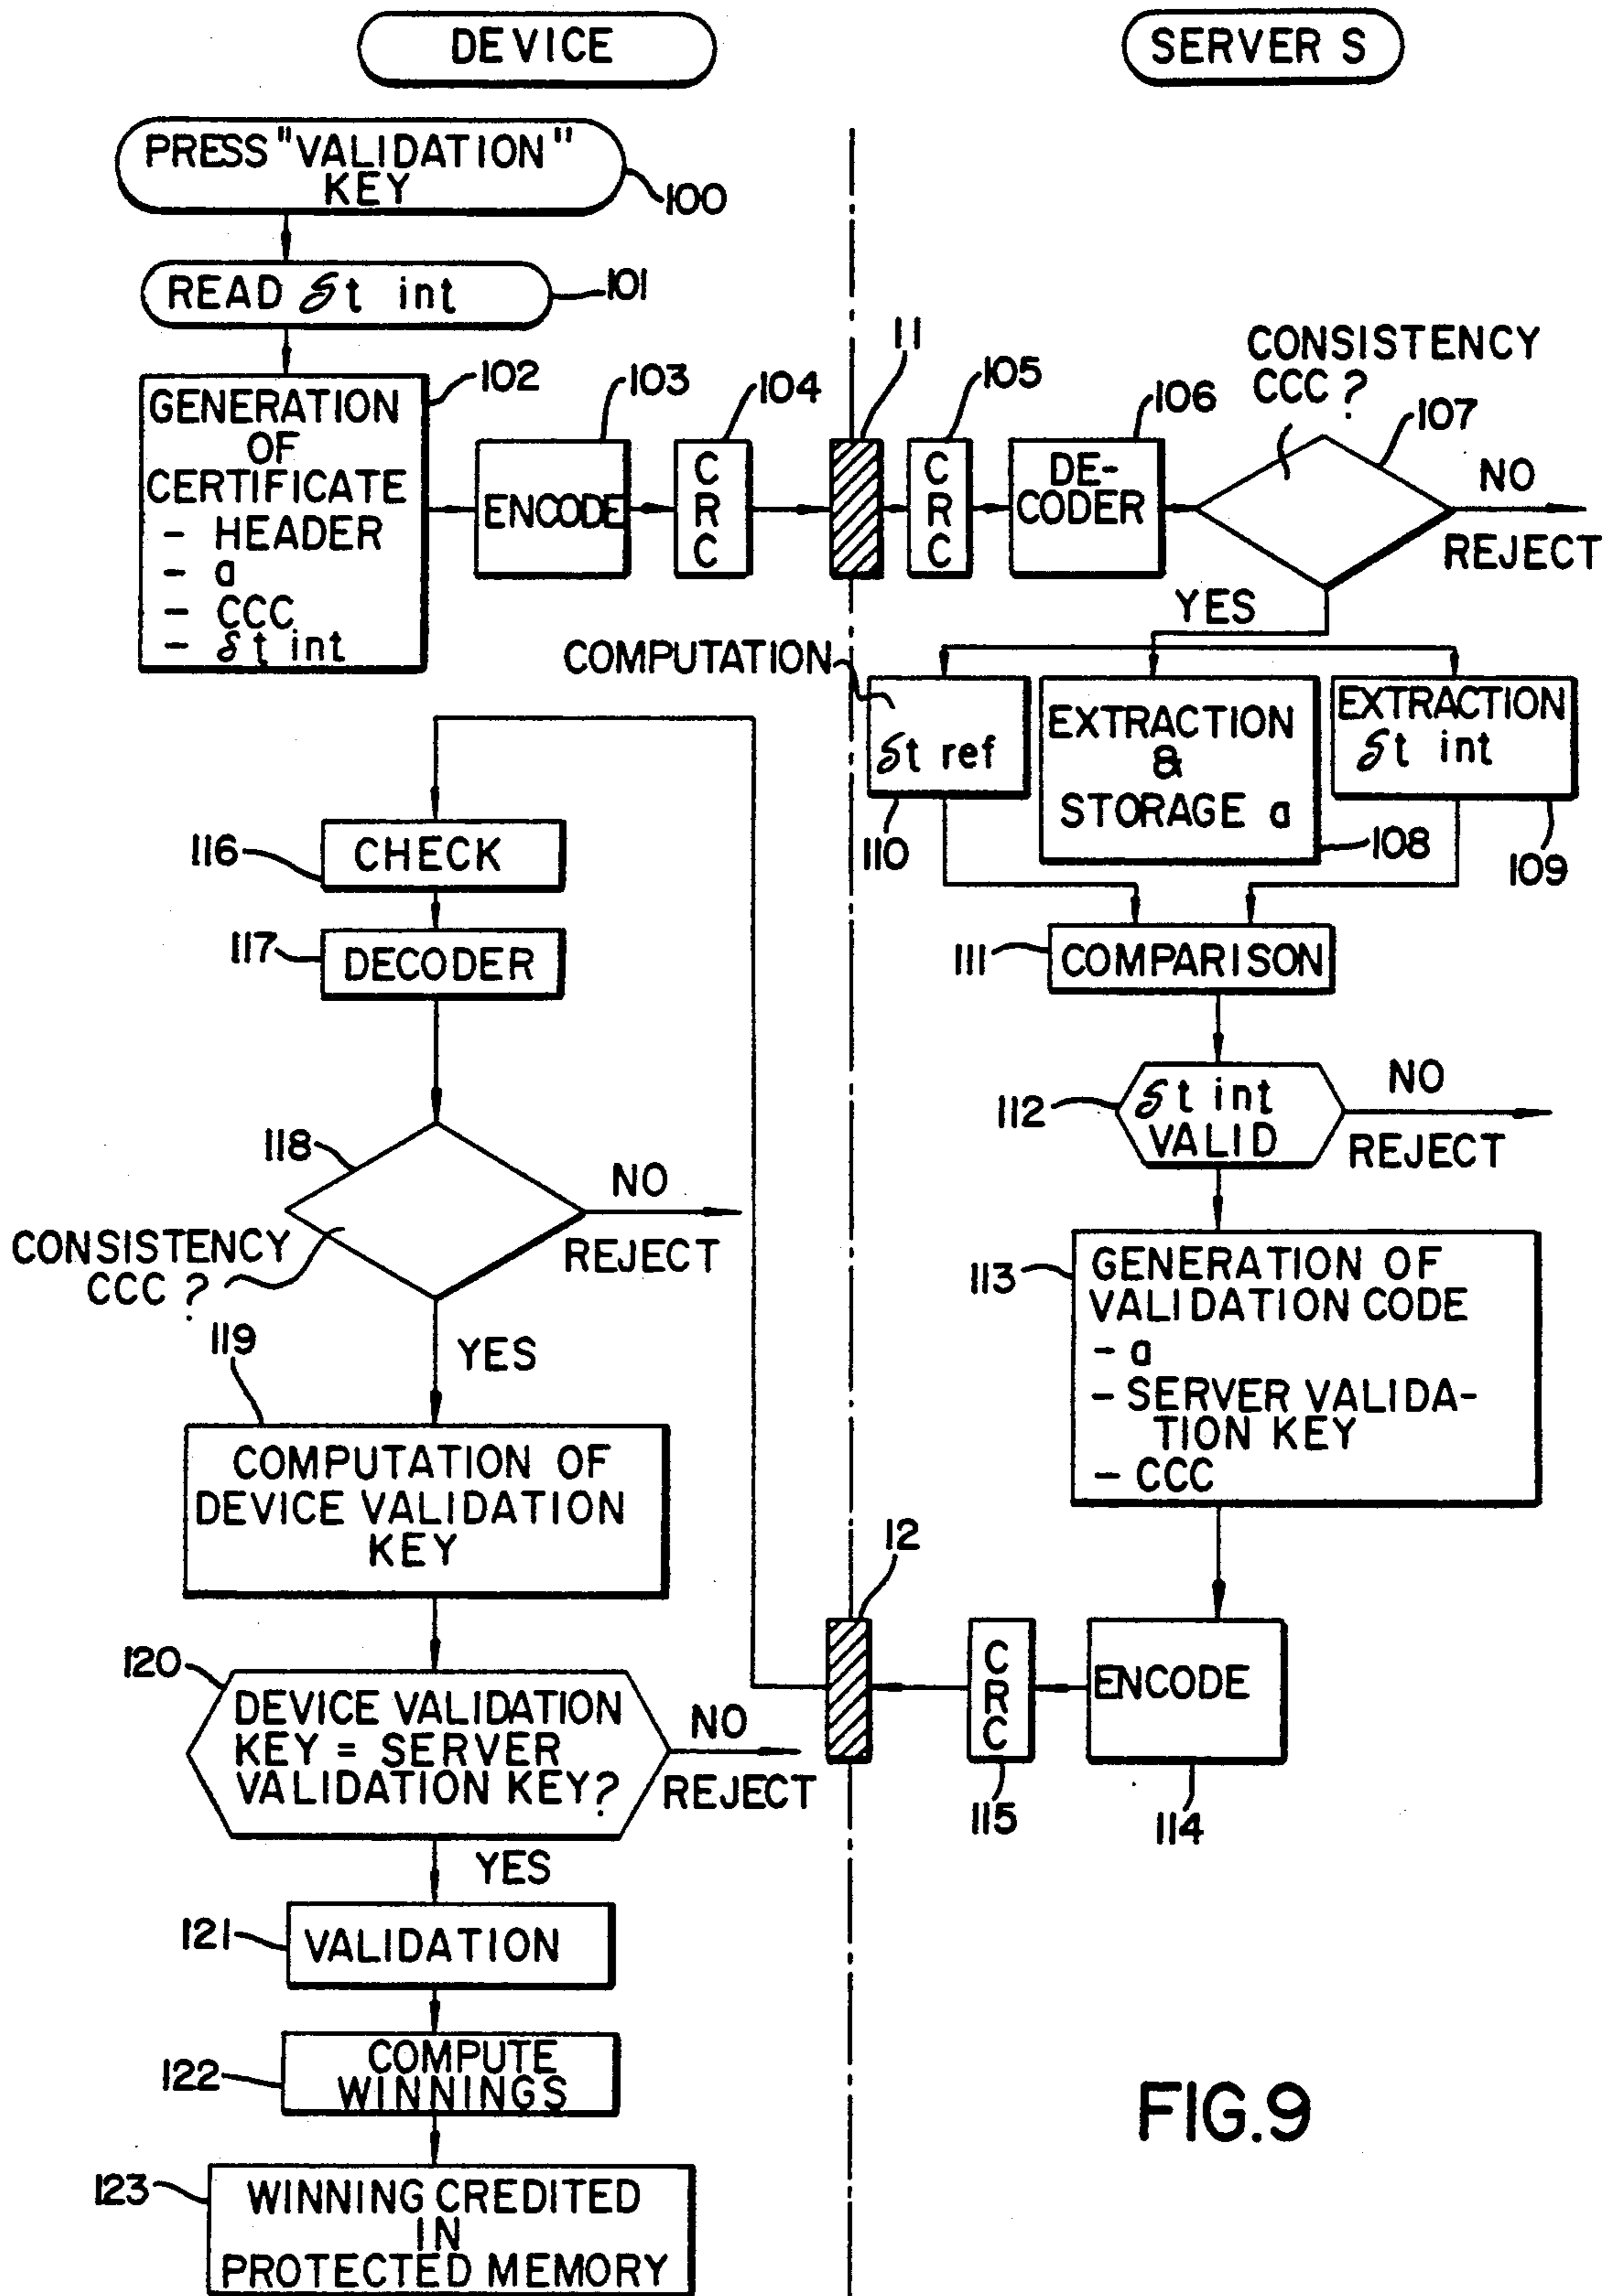 DEVICE
SERVER S
PRESS "VALIDATION"
KEY
100
READ δt int
101
GENERATION
OF
CERTIFICATE
- HEADER
- a
- CCC
- δt int
102
ENCODE
103
CRC
104
11
CRC
105
DE-
CODER
106
CONSISTENCY
CCC ?
107
NO
REJECT
YES
COMPUTATION
δt ref
110
EXTRACTION
&
STORAGE a
108
EXTRACTION
δt int
109
111
COMPARISON
112
δt int
VALID
NO
REJECT
113
GENERATION OF
VALIDATION CODE
- a
- SERVER VALIDA-
TION KEY
- CCC
ENCODE
114
CRC
115
12
116
CHECK
117
DECODER
118
CONSISTENCY
CCC ?
NO
REJECT
YES
119
COMPUTATION OF
DEVICE VALIDATION
KEY
120
DEVICE VALIDATION
KEY = SERVER
VALIDATION KEY?
NO
REJECT
YES
121
VALIDATION
122
COMPUTE
WINNINGS
123
WINNING CREDITED
IN
PROTECTED MEMORY
FIG.9